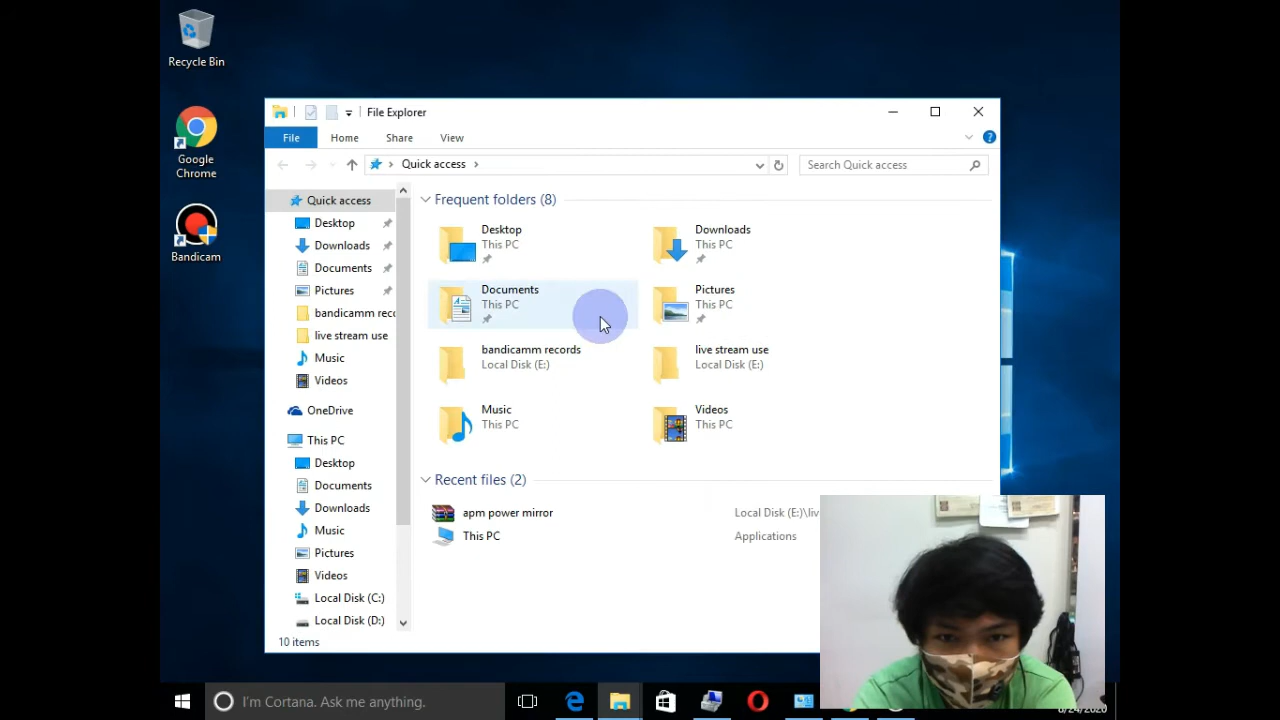 Recycle Bin
Google
Chrome
Bandicam
File Explorer
File
Home
Share
View
Quick access
Search Quick access
Quick access
Desktop
Downloads
Documents
Pictures
bandicamm reco
live stream use
Music
Videos
OneDrive
This PC
Desktop
Documents
Downloads
Music
Pictures
Videos
Local Disk (C:)
Local Disk (D:)
Frequent folders (8)
Desktop
This PC
Downloads
This PC
Documents
This PC
Pictures
This PC
bandicamm records
Local Disk (E:)
live stream use
Local Disk (E:)
Music
This PC
Videos
This PC
Recent files (2)
apm power mirror
Local Disk (E:)\liv
This PC
Applications
10 items
I'm Cortana. Ask me anything.
8/24/2020